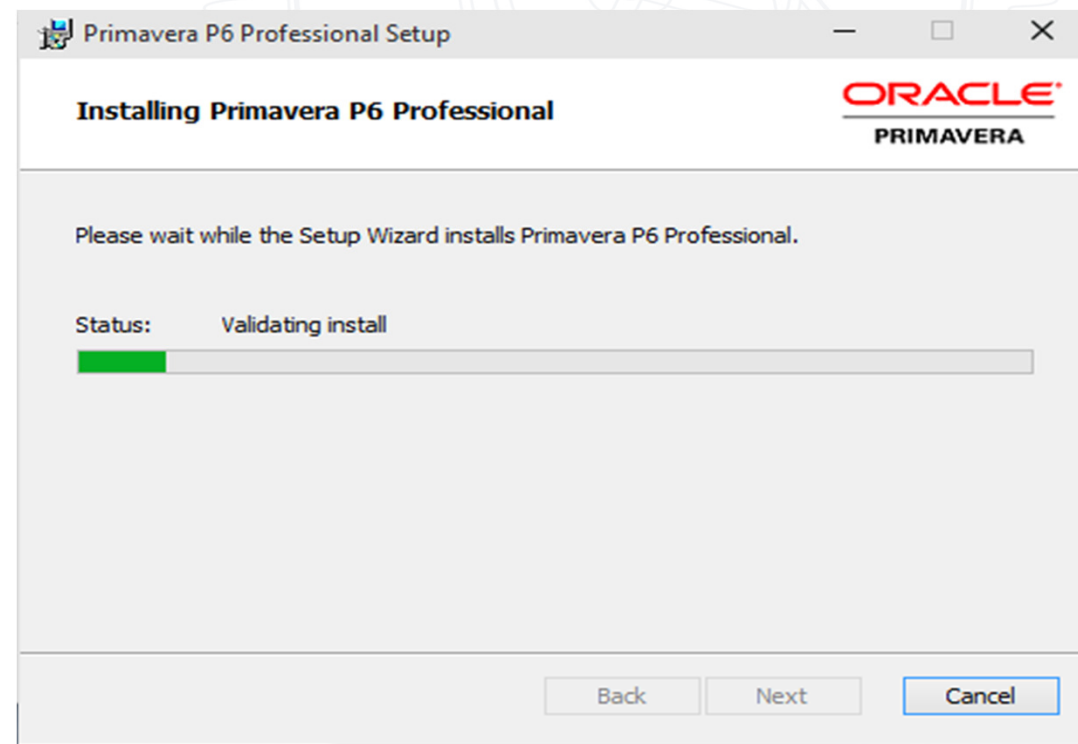 Primavera P6 Professional Setup
Installing Primavera P6 Professional
ORACLE
PRIMAVERA
Please wait while the Setup Wizard installs Primavera P6 Professional.
Status: Validating install
Back Next Cancel